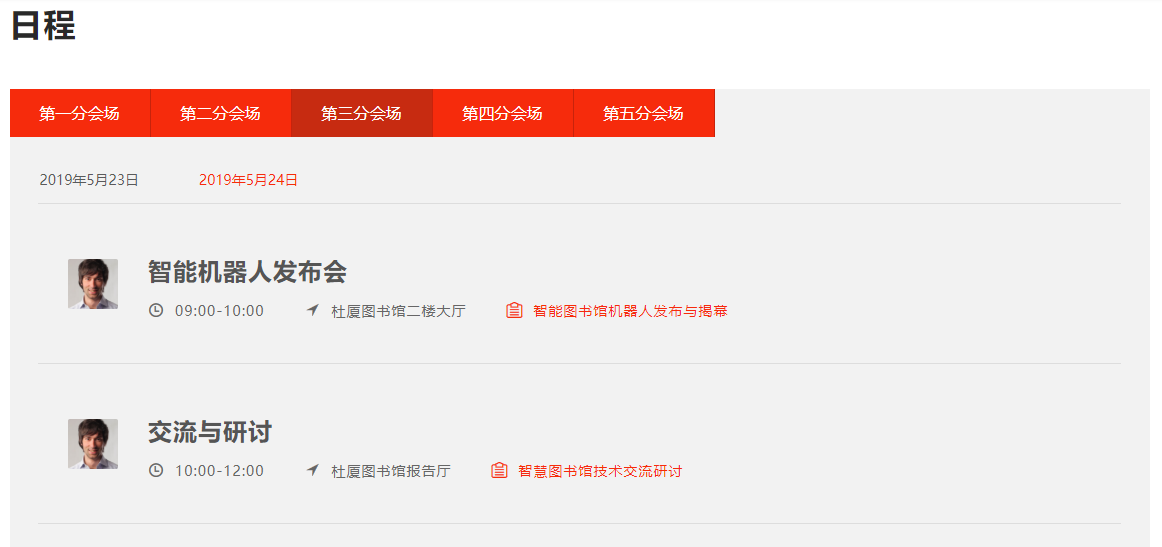 日程
第一分会场 第二分会场 第三分会场 第四分会场 第五分会场
2019年5月23日 2019年5月24日
智能机器人发布会
09:00-10:00 杜厦图书馆二楼大厅 智能图书馆机器人发布与揭幕
交流与研讨
10:00-12:00 杜厦图书馆报告厅 智慧图书馆技术交流研讨